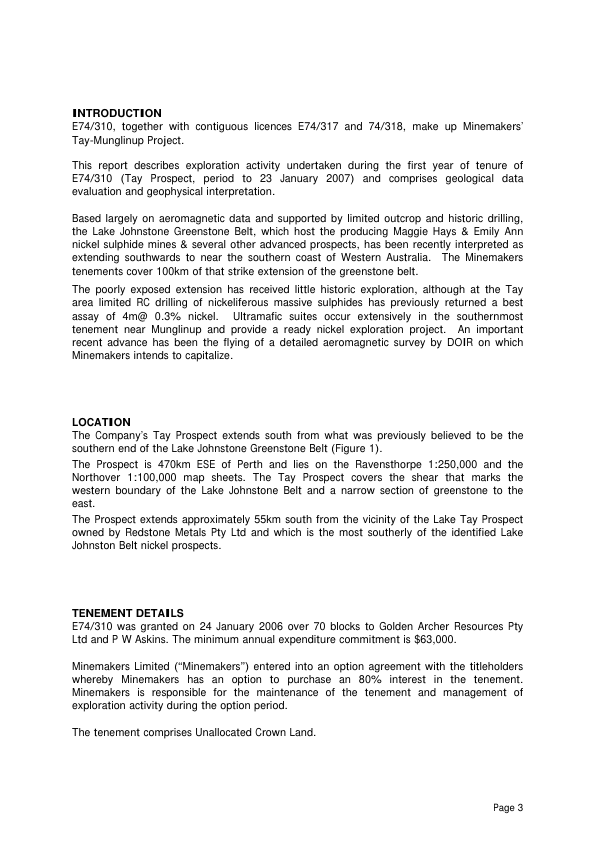 INTRODUCTION
E74/310, together with contiguous licences E74/317 and 74/318, make up Minemakers'
Tay-Munglinup Project.
This report describes exploration activity undertaken during the first year of tenure of
E74/310 (Tay Prospect, period to 23 January 2007) and comprises geological data
evaluation and geophysical interpretation.
Based largely on aeromagnetic data and supported by limited outcrop and historic drilling,
the Lake Johnstone Greenstone Belt, which host the producing Maggie Hays & Emily Ann
nickel sulphide mines & several other advanced prospects, has been recently interpreted as
extending southwards to near the southern coast of Western Australia. The Minemakers
tenements cover 100km of that strike extension of the greenstone belt.
The poorly exposed extension has received little historic exploration, although at the Tay
area limited RC drilling of nickeliferous massive sulphides has previously returned a best
assay of 4m@ 0.3% nickel. Ultramafic suites occur extensively in the southernmost
tenement near Munglinup and provide a ready nickel exploration project. An important
recent advance has been the flying of a detailed aeromagnetic survey by DOIR on which
Minemakers intends to capitalize.
LOCATION
The Company's Tay Prospect extends south from what was previously believed to be the
southern end of the Lake Johnstone Greenstone Belt (Figure 1).
The Prospect is 470km ESE of Perth and lies on the Ravensthorpe 1:250,000 and the
Northover 1:100,000 map sheets. The Tay Prospect covers the shear that marks the
western boundary of the Lake Johnstone Belt and a narrow section of greenstone to the
east.
The Prospect extends approximately 55km south from the vicinity of the Lake Tay Prospect
owned by Redstone Metals Pty Ltd and which is the most southerly of the identified Lake
Johnston Belt nickel prospects.
TENEMENT DETAILS
E74/310 was granted on 24 January 2006 over 70 blocks to Golden Archer Resources Pty
Ltd and P W Askins. The minimum annual expenditure commitment is $63,000.
Minemakers Limited ("Minemakers") entered into an option agreement with the titleholders
whereby Minemakers has an option to purchase an 80% interest in the tenement.
Minemakers is responsible for the maintenance of the tenement and management of
exploration activity during the option period.
The tenement comprises Unallocated Crown Land.
Page 3